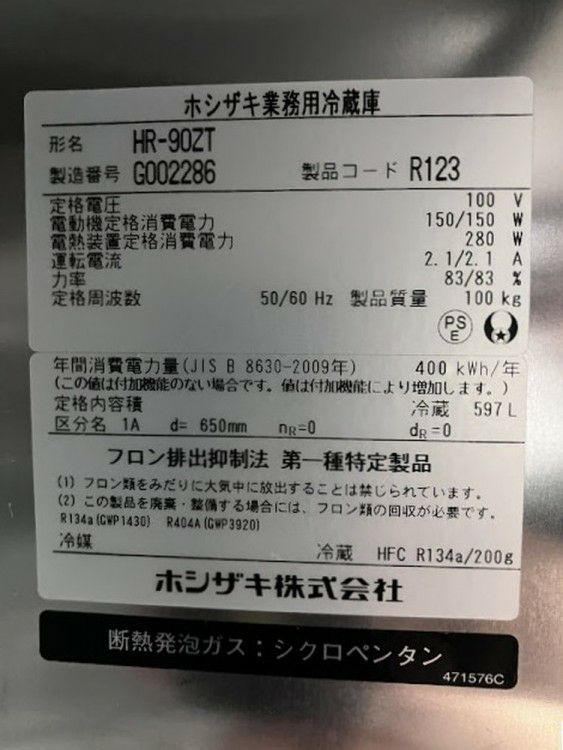 ホシザキ業務用冷蔵庫
形名 HR-90ZT
製造番号 G002286 製品コード R123
定格電圧 100 V
電動機定格消費電力 150/150 W
電熱装置定格消費電力 280 W
運転電流 2.1/2.1 A
力率 83/83 %
定格周波数 50/60 Hz 製品質量 100 kg
PS
E
年間消費電力量(JIS B 8630-2009年) 400 kWh/年
(この値は付加機能のない場合です。値は付加機能により増加します。)
定格内容積 冷蔵 597 L
区分名 1A d= 650mm nR=0 dR=0
フロン排出抑制法 第一種特定製品
(1) フロン類をみだりに大気中に放出することは禁じられています。
(2) この製品を廃棄・整備する場合には、フロン類の回収が必要です。
R134a(GWP1430) R404A(GWP3920)
冷媒
冷蔵 HFC R134a/200g
ホシザキ株式会社
断熱発泡ガス：シクロペンタン
471576C